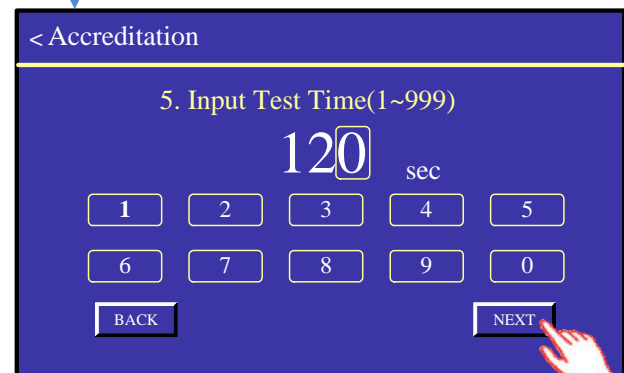 < Accreditation
5. Input Test Time(1~999)
120 sec
1 2 3 4 5
6 7 8 9 0
BACK NEXT